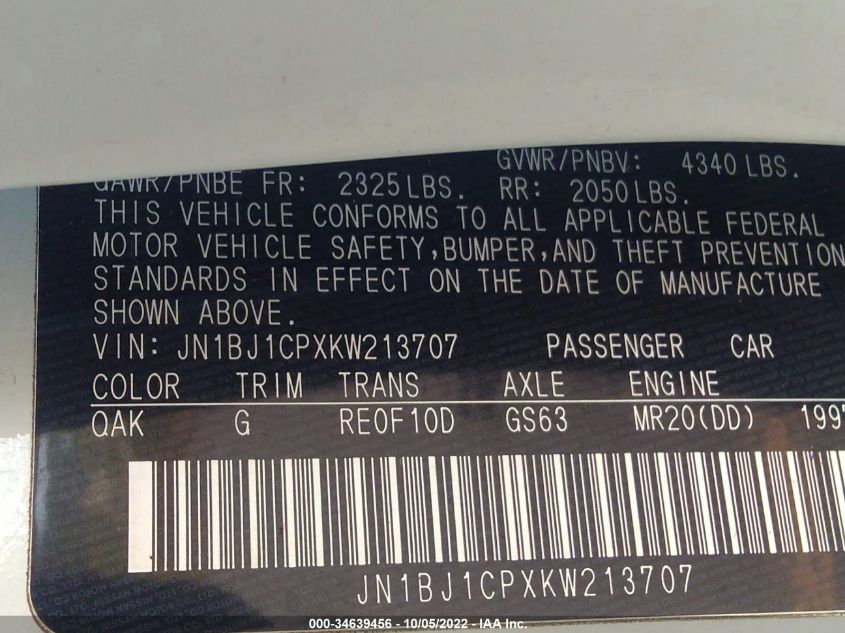 GVWR/PNBV: 4340 LBS.
GAWR/PNBE FR: 2325 LBS. RR: 2050 LBS.
THIS VEHICLE CONFORMS TO ALL APPLICABLE FEDERAL
MOTOR VEHICLE SAFETY, BUMPER, AND THEFT PREVENTION
STANDARDS IN EFFECT ON THE DATE OF MANUFACTURE
SHOWN ABOVE.
VIN: JN1BJ1CPXKW213707 PASSENGER CAR
COLOR TRIM TRANS AXLE ENGINE
QAK G RE0F10D GS63 MR20(DD) 1997
JN1BJ1CPXKW213707
000-34639456 - 10/05/2022 - IAA Inc.